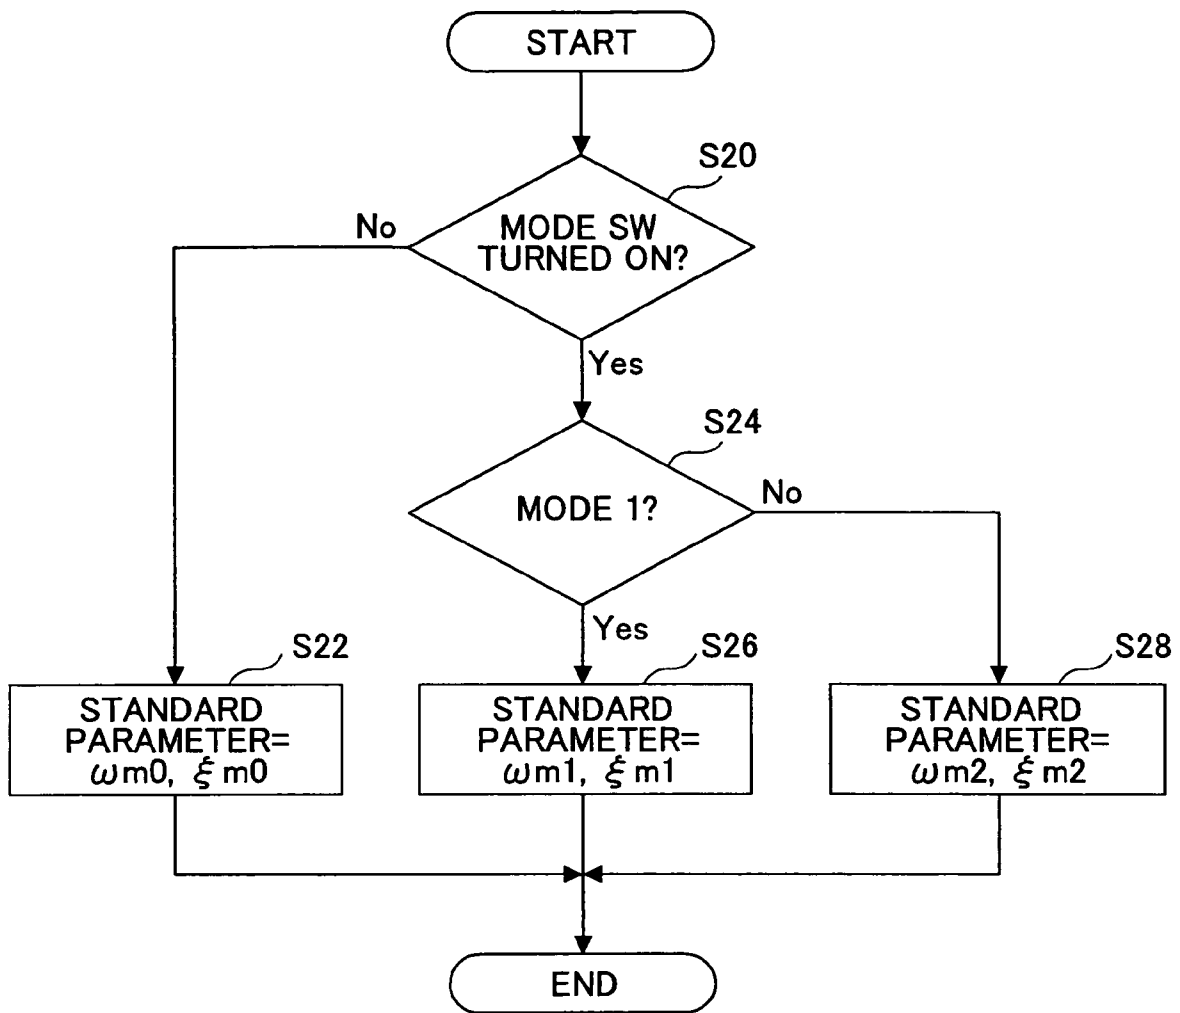 START
S20
No
MODE SW
TURNED ON?
Yes
S24
MODE 1?
No
Yes
S22
STANDARD
PARAMETER=
ωm0, ξm0
S26
STANDARD
PARAMETER=
ωm1, ξm1
S28
STANDARD
PARAMETER=
ωm2, ξm2
END